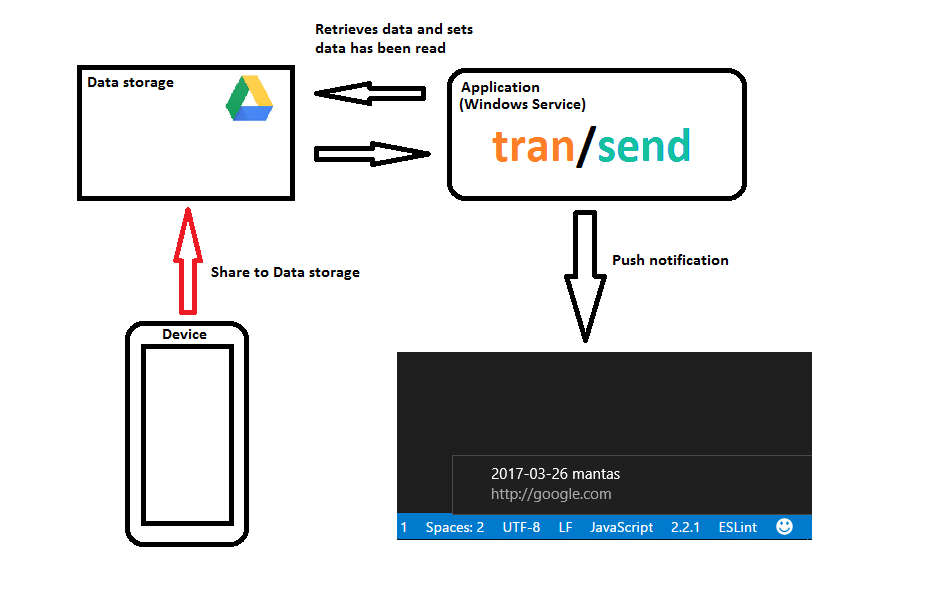 Retrieves data and sets
data has been read
Data storage
Application
(Windows Service)
tran/send
Share to Data storage
Push notification
Device
2017-03-26 mantas
http://google.com
1 Spaces: 2 UTF-8 LF JavaScript 2.2.1 ESLint